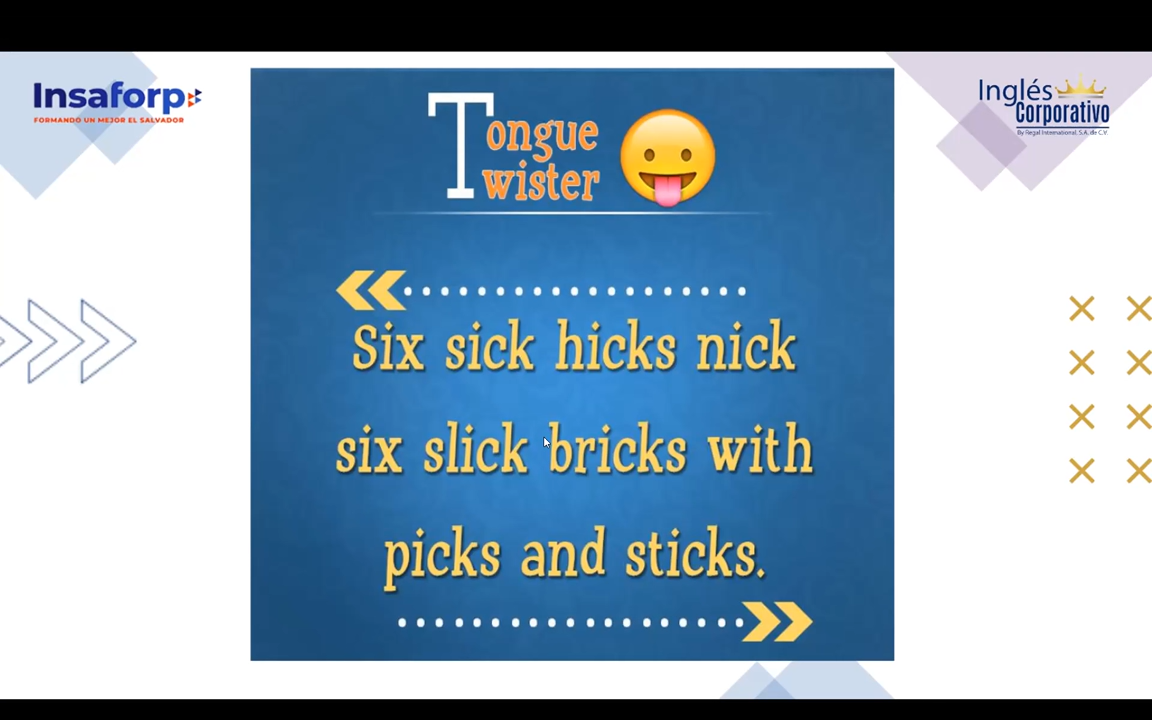 Insaforp
FORMANDO UN MEJOR EL SALVADOR
Inglés
Corporativo
By Regal International, S.A. de C.V.
Tongue
Twister
Six sick hicks nick
six slick bricks with
picks and sticks.